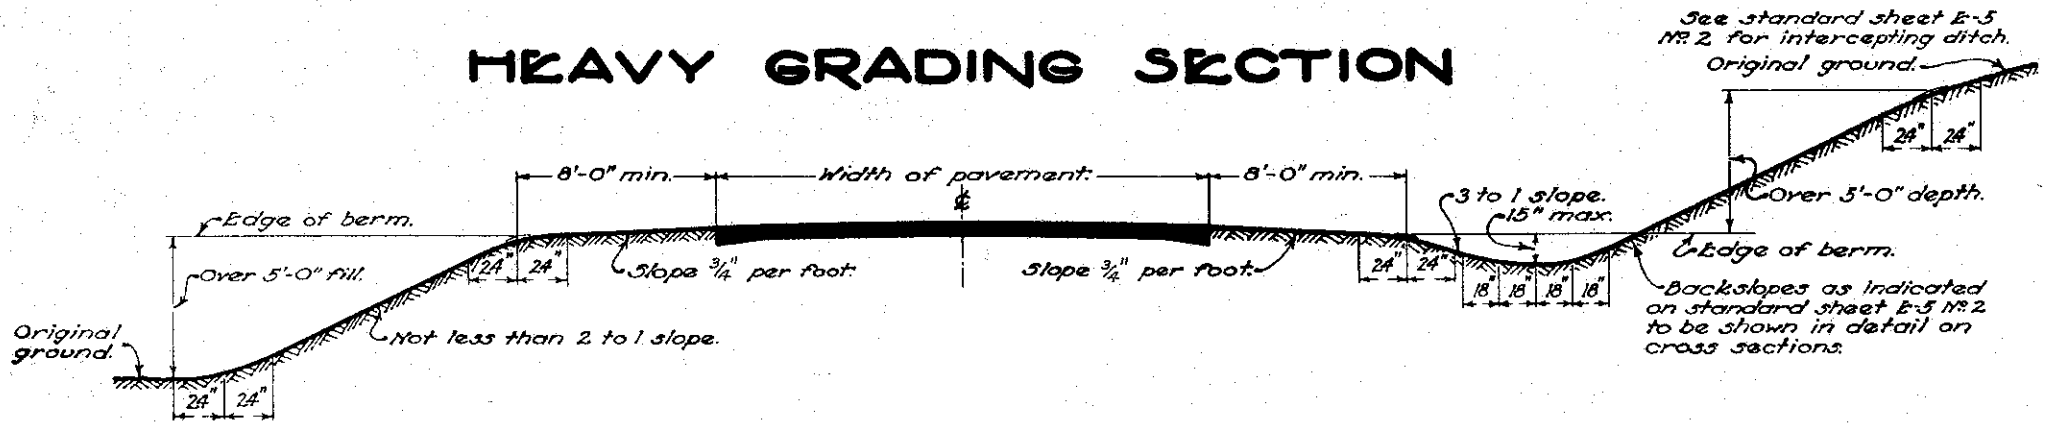 HEAVY GRADING SECTION
See standard sheet E-5
Nº 2 for intercepting ditch.
Original ground.
24" 24"
8'-0" min.
Width of pavement.
8'-0" min.
℄
3 to 1 slope.
15" max.
Over 5'-0" depth.
Edge of berm.
Edge of berm.
Over 5'-0" fill.
24" 24"
Slope 3/4" per foot.
Slope 3/4" per foot.
24" 24"
18" 18" 18" 18"
Backslopes as indicated
on standard sheet E-5 Nº 2
to be shown in detail on
cross sections.
Original
ground.
Not less than 2 to 1 slope.
24" 24"